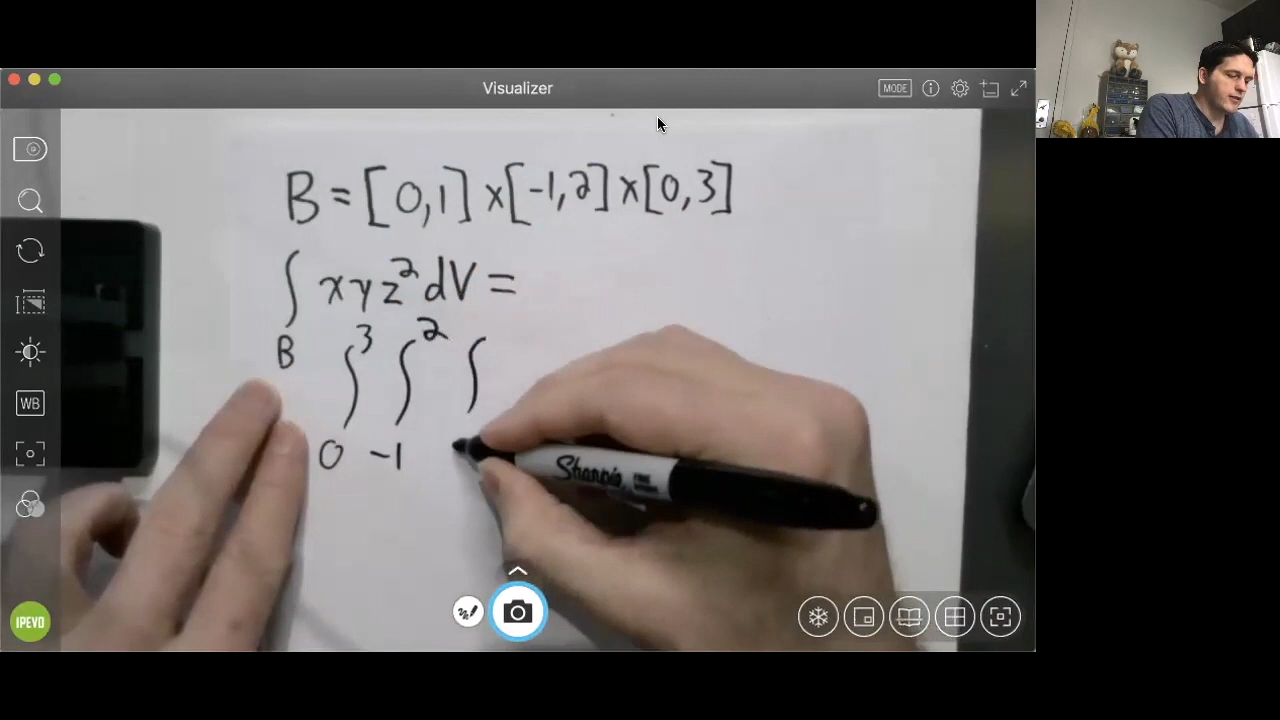 Visualizer
MODE
B = [0,1] × [-1,2] × [0,3]
∫ xyz² dV =
B
∫ ∫ ∫
3 2
0 -1
WB
Sharpie
IPEVO